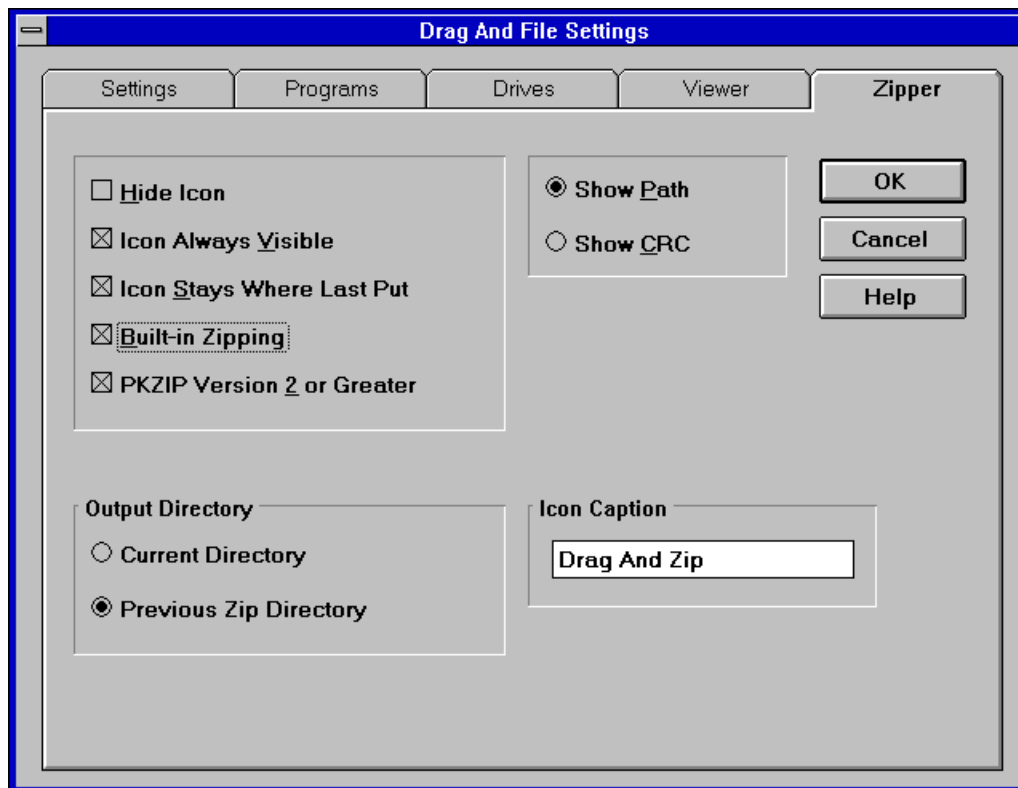 Drag And File Settings
Settings
Programs
Drives
Viewer
Zipper
Hide Icon
Icon Always Visible
Icon Stays Where Last Put
Built-in Zipping
PKZIP Version 2 or Greater
Show Path
Show CRC
OK
Cancel
Help
Output Directory
Current Directory
Previous Zip Directory
Icon Caption
Drag And Zip